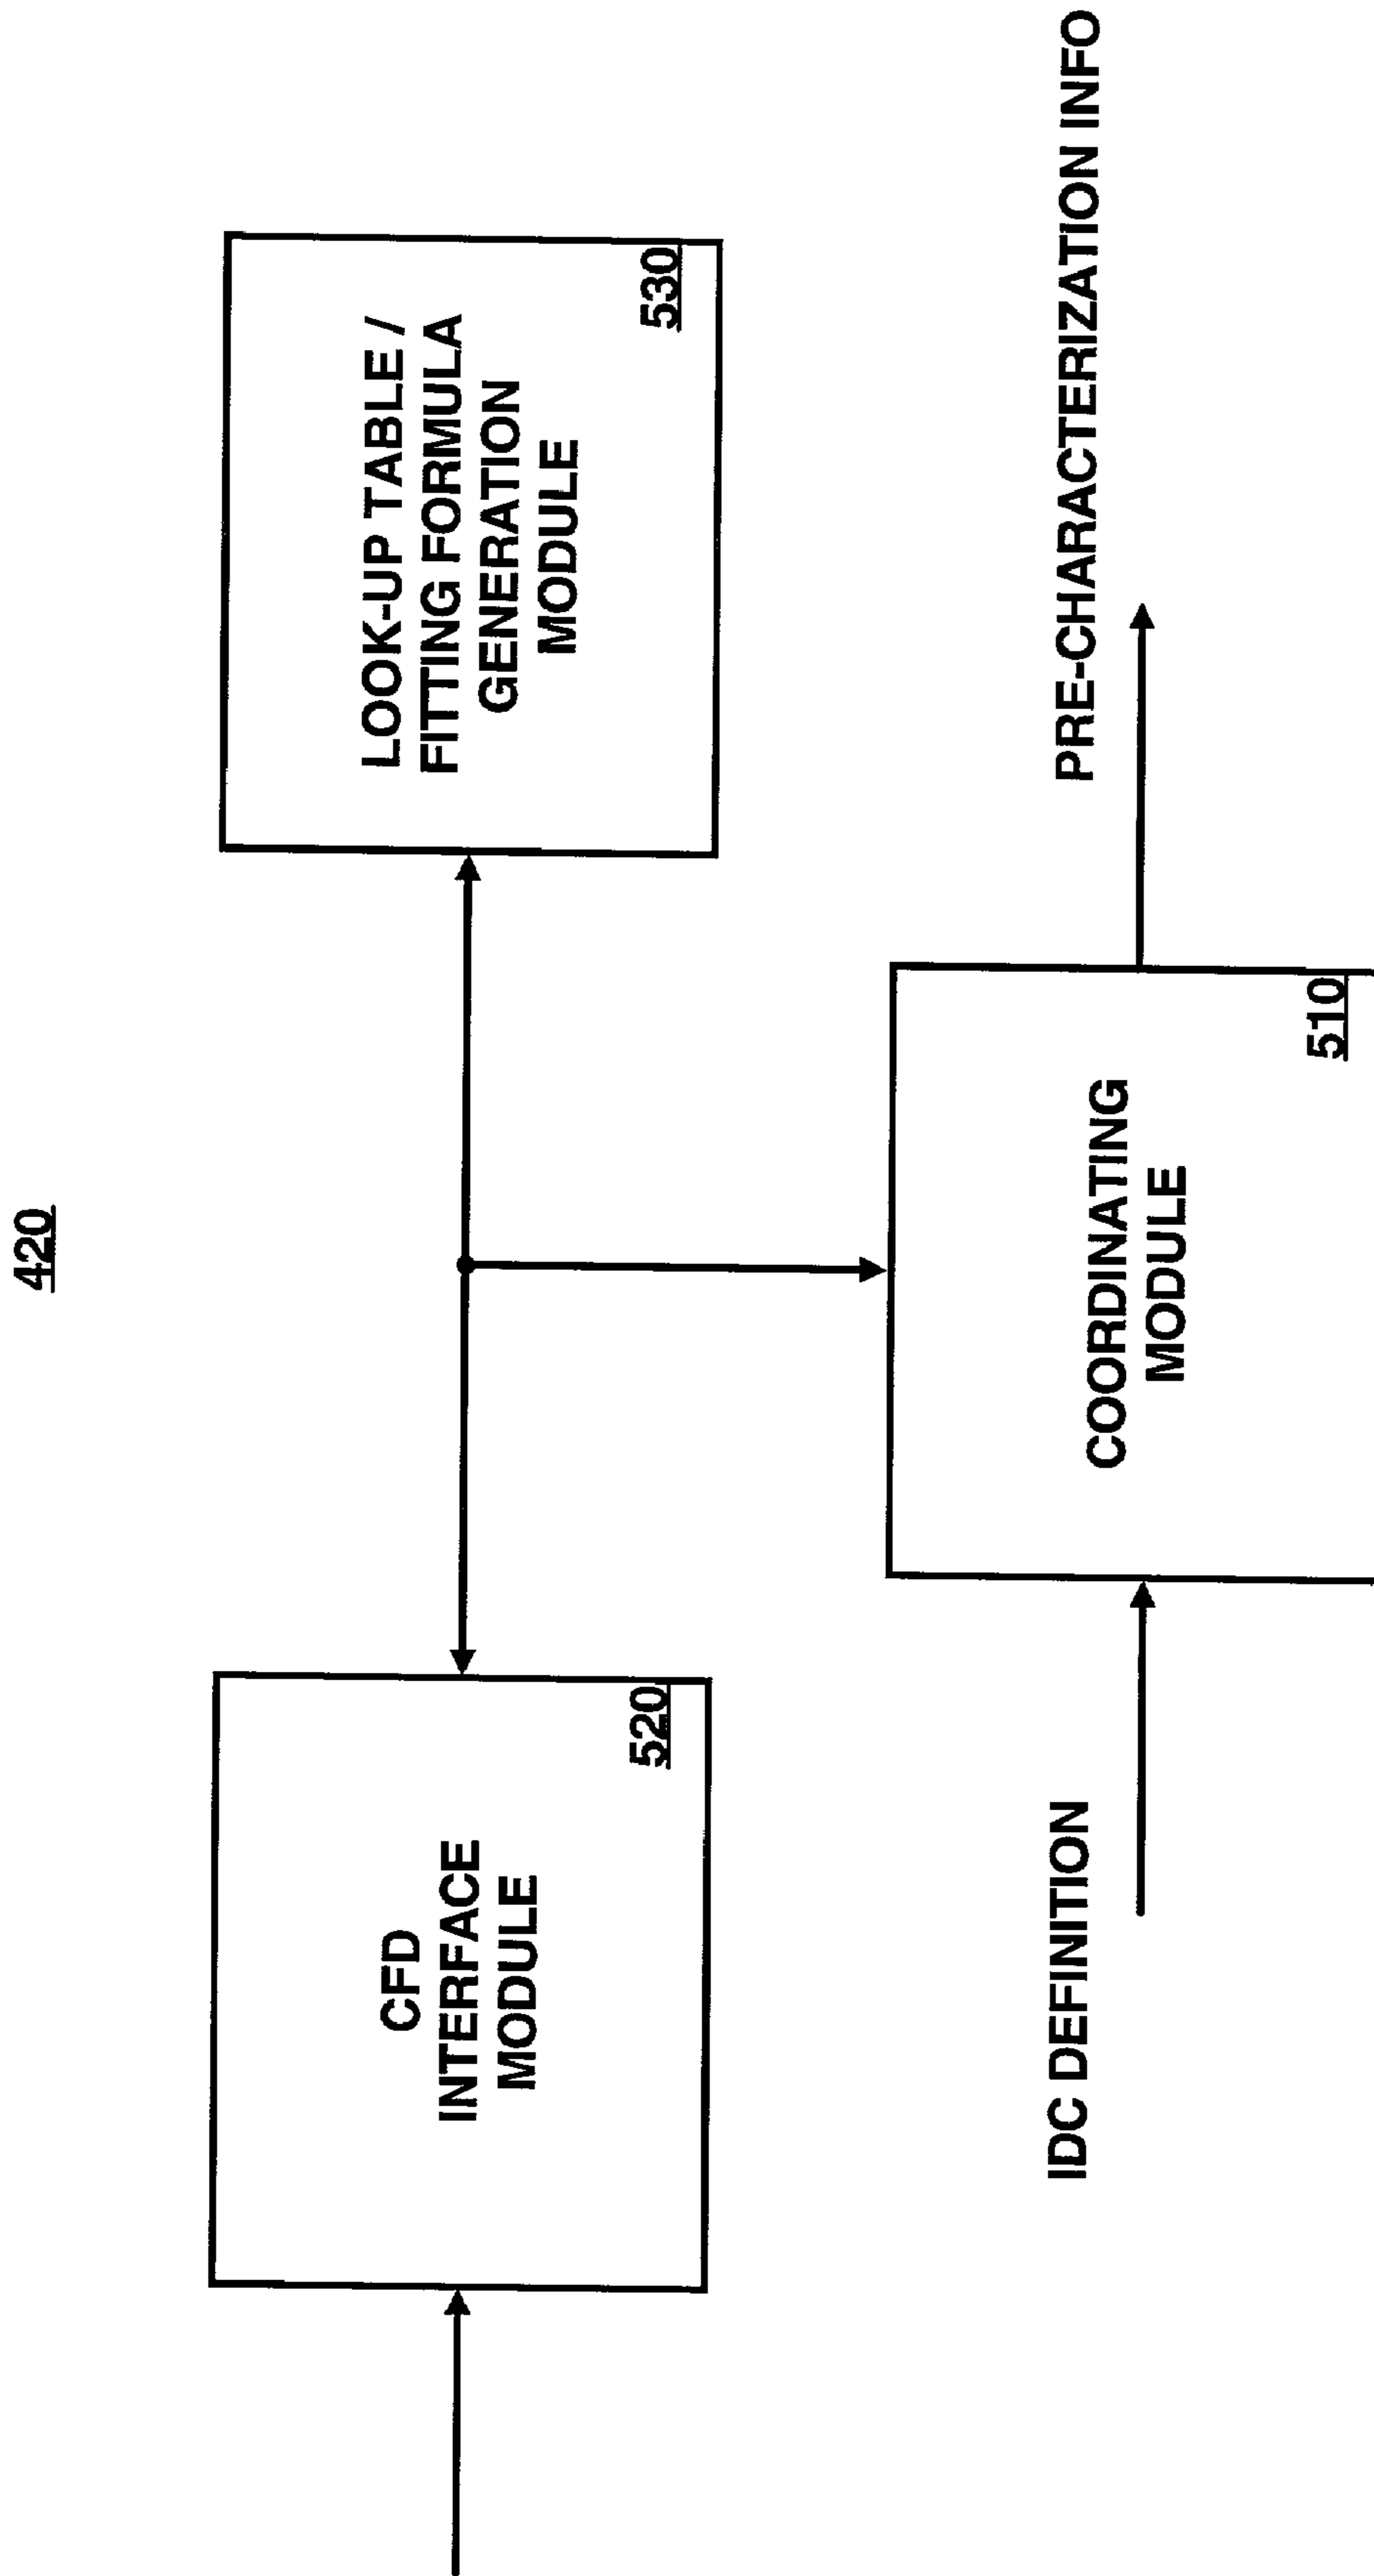 420
CFD
INTERFACE
MODULE
520
LOOK-UP TABLE /
FITTING FORMULA
GENERATION
MODULE
530
IDC DEFINITION
COORDINATING
MODULE
510
PRE-CHARACTERIZATION INFO